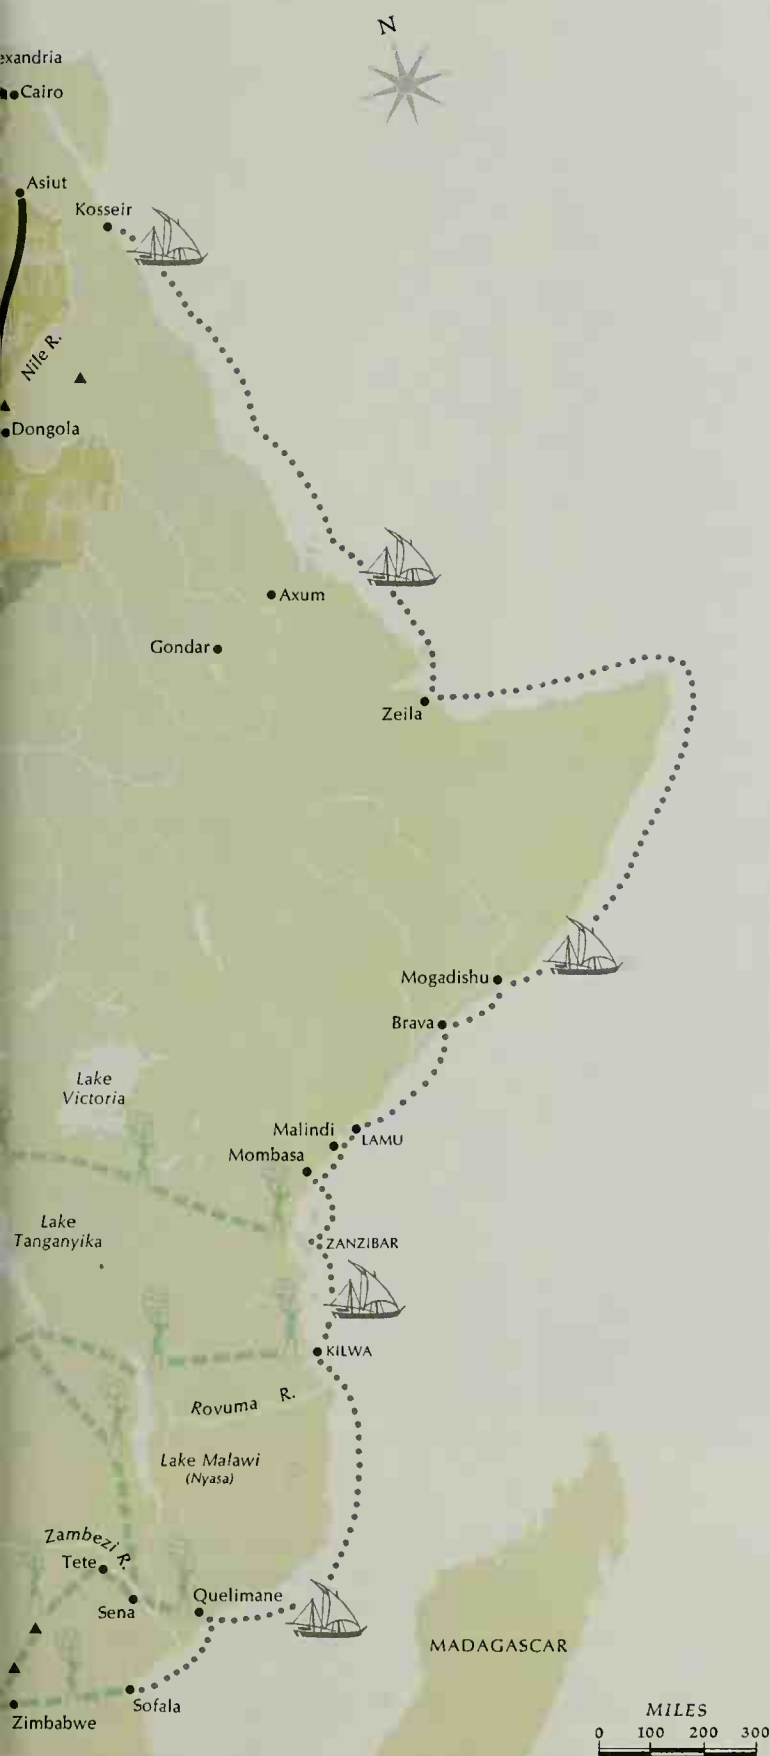 N
exandria
Cairo
Asiut
Kosseir
Nile R.
Dongola
Axum
Gondar
Zeila
Mogadishu
Brava
Lake
Victoria
Malindi
LAMU
Mombasa
Lake
Tanganyika
ZANZIBAR
KILWA
Rovuma R.
Lake Malawi
(Nyasa)
Zambezi R.
Tete
Quelimane
Sena
MADAGASCAR
Sofala
Zimbabwe
MILES
0 100 200 300